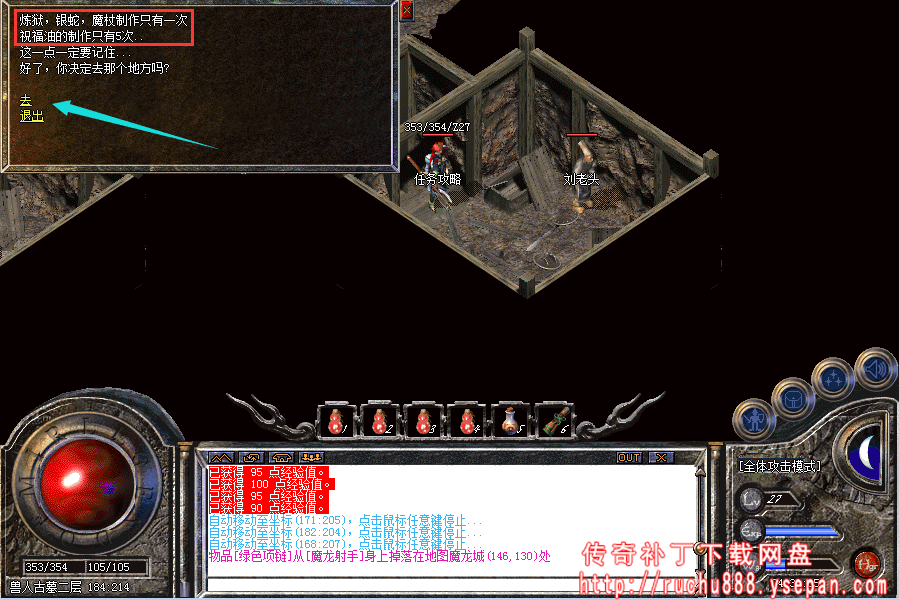 炼狱，银蛇，魔杖制作只有一次
祝福油的制作只有5次..
这一点一定要记住...
好了，你决定去那个地方吗?
去
退出
353/354/Z27
任务攻略
刘老头
1 2 3 4 5 6
OUT
已获得 95 点经验值。
已获得 100 点经验值。
已获得 95 点经验值。
已获得 90 点经验值。
自动移动至坐标(171:205)，点击鼠标任意键停止...
自动移动至坐标(182:204)，点击鼠标任意键停止...
自动移动至坐标(168:207)，点击鼠标任意键停止...
物品[绿色项链]从[魔龙射手]身上掉落在地图魔龙城(146,130)处
[全体攻击模式]
27
353/354 105/105
兽人古墓二层 184:214
传奇补丁下载网盘
http://ruchu888.ysepan.com